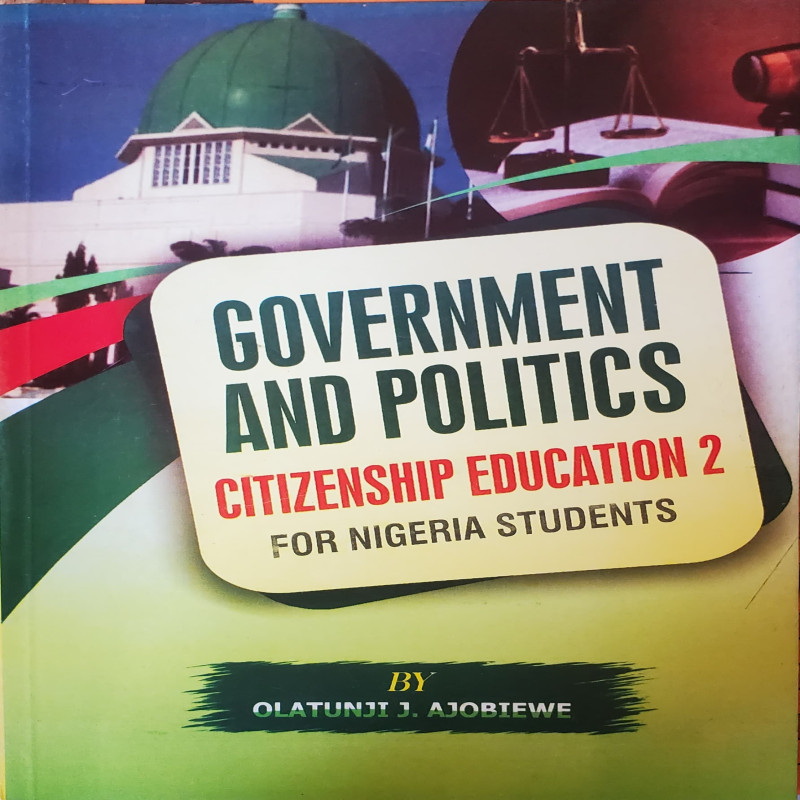 GOVERNMENT
AND POLITICS
CITIZENSHIP EDUCATION 2
FOR NIGERIA STUDENTS
BY
OLATUNJI J. AJOBIEWE